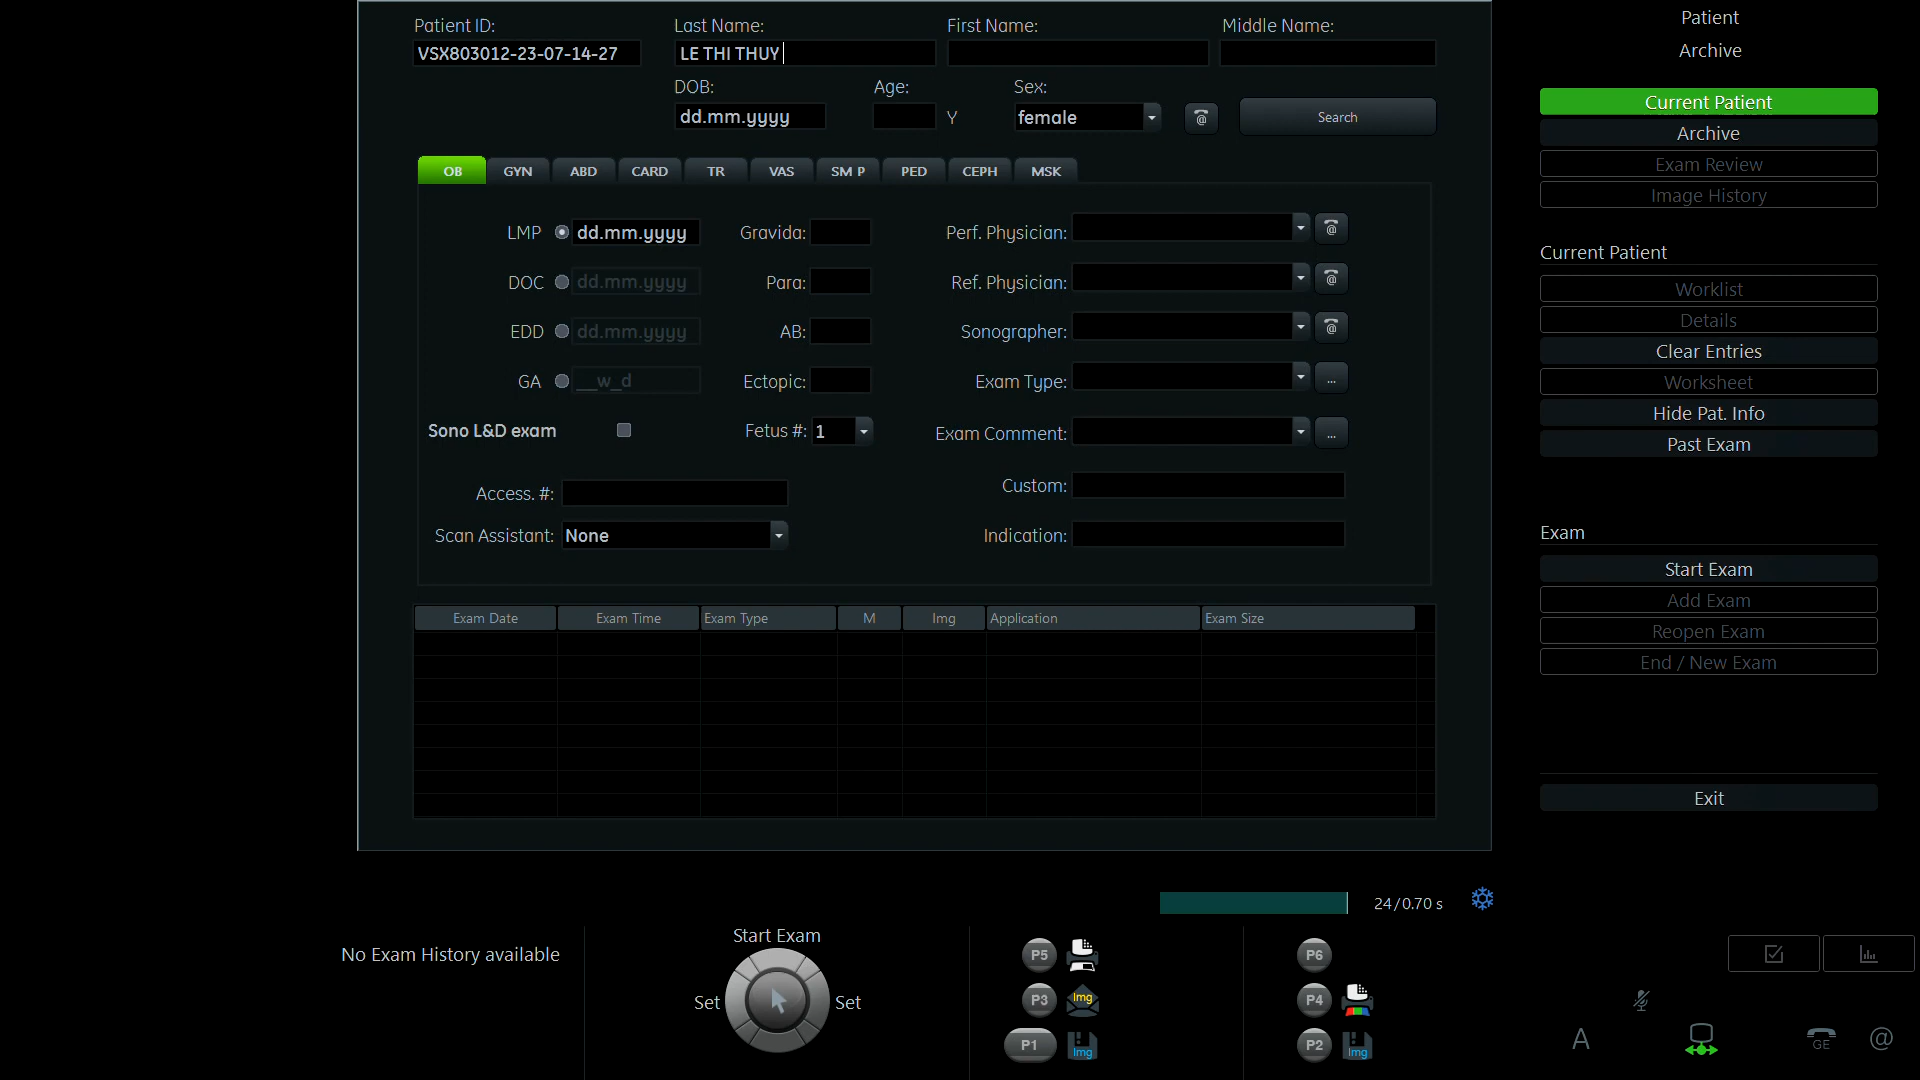 Patient ID: Last Name: First Name: Middle Name:
VSX803012-23-07-14-27 LE THI THUY
DOB: Age: Sex:
dd.mm.yyyy Y female @ Search
OB GYN ABD CARD TR VAS SM P PED CEPH MSK
LMP dd.mm.yyyy Gravida: Perf. Physician: @
DOC dd.mm.yyyy Para: Ref. Physician: @
EDD dd.mm.yyyy AB: Sonographer: @
GA __w_d Ectopic: Exam Type: ...
Sono L&D exam Fetus #: 1 Exam Comment: ...
Access. #: Custom:
Scan Assistant: None Indication:
Exam Date Exam Time Exam Type M Img Application Exam Size
Patient
Archive
Current Patient
Archive
Exam Review
Image History
Current Patient
Worklist
Details
Clear Entries
Worksheet
Hide Pat. Info
Past Exam
Exam
Start Exam
Add Exam
Reopen Exam
End / New Exam
Exit
24/0.70 s
No Exam History available
Start Exam
Set Set
P5
P3 Img
P1 Img
P6
P4
P2 Img
A GE @